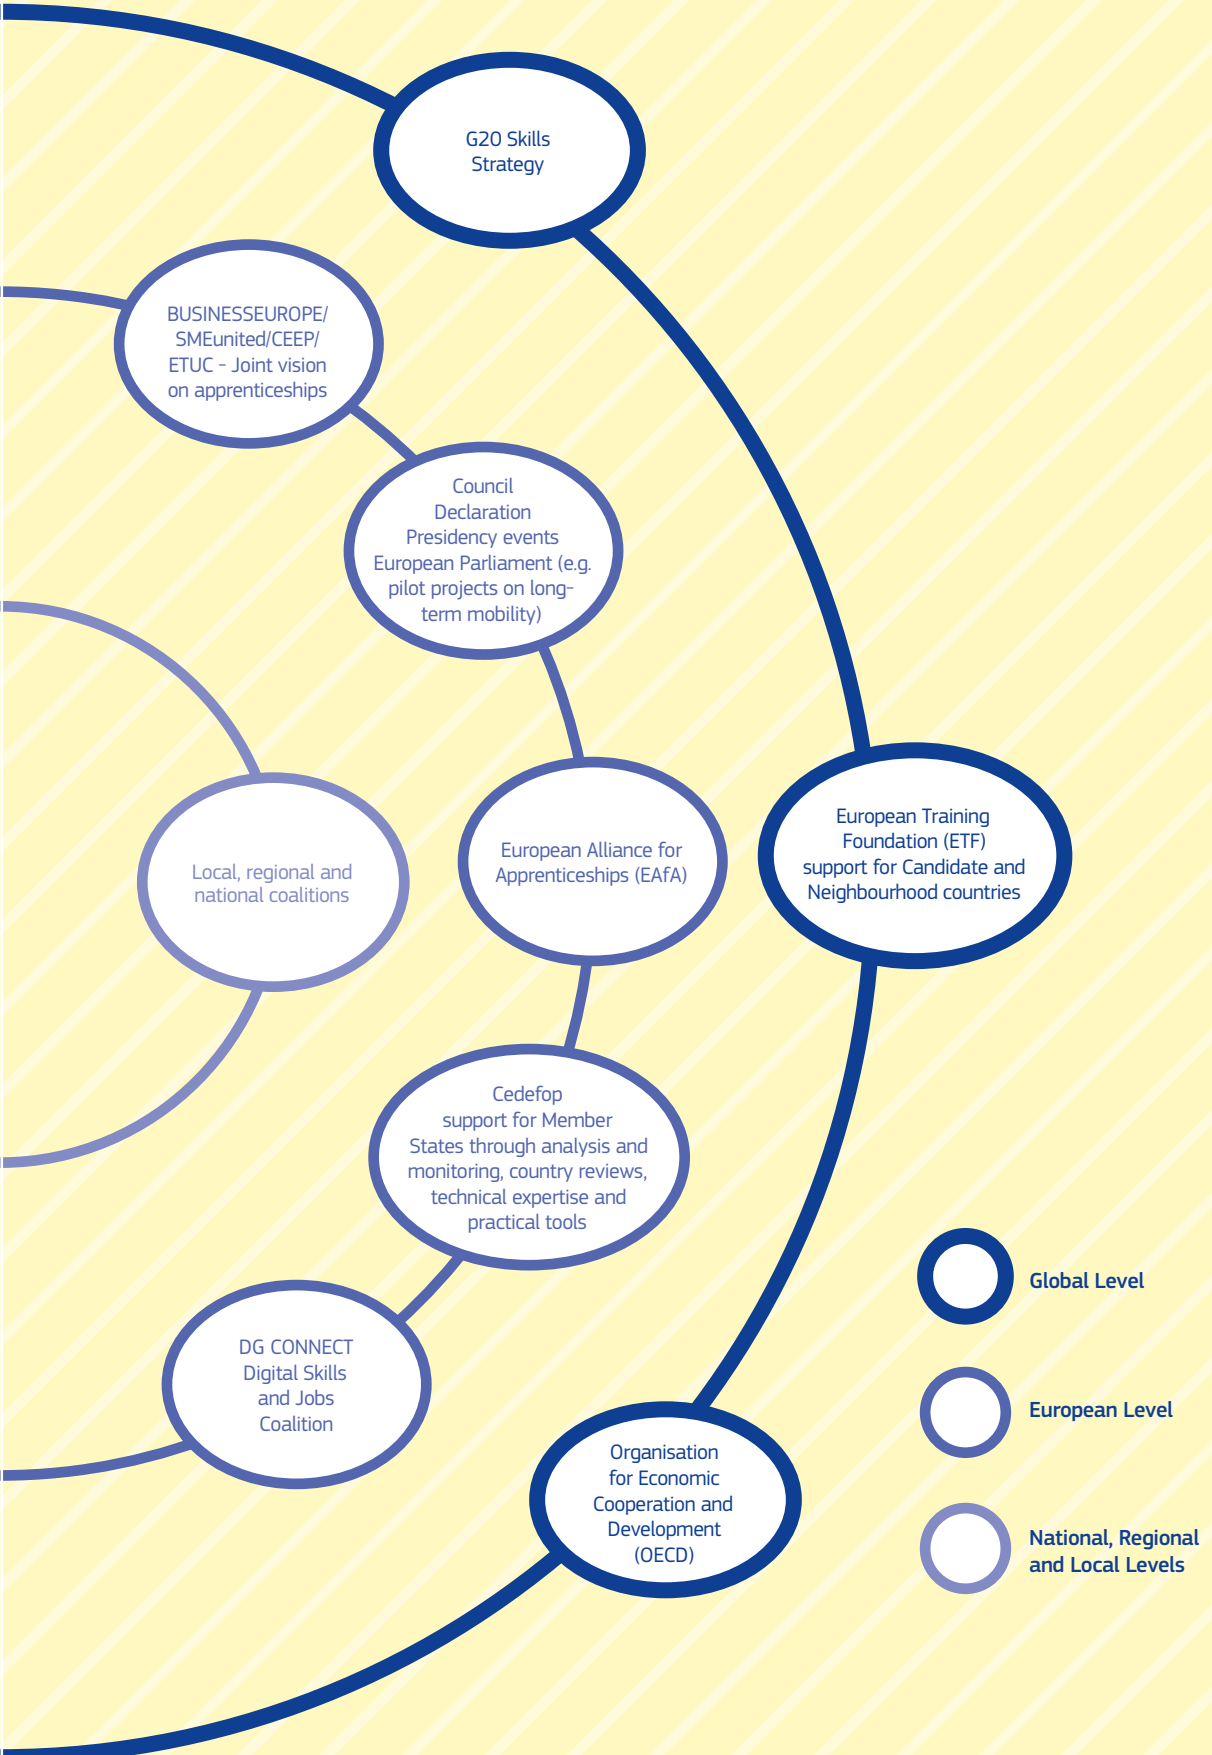 G20 Skills
Strategy
BUSINESSEUROPE/
SMEunited/CEEP/
ETUC - Joint vision
on apprenticeships
Council
Declaration
Presidency events
European Parliament (e.g.
pilot projects on long-
term mobility)
Local, regional and
national coalitions
European Alliance for
Apprenticeships (EAfA)
European Training
Foundation (ETF)
support for Candidate and
Neighbourhood countries
Cedefop
support for Member
States through analysis and
monitoring, country reviews,
technical expertise and
practical tools
DG CONNECT
Digital Skills
and Jobs
Coalition
Organisation
for Economic
Cooperation and
Development
(OECD)
Global Level
European Level
National, Regional
and Local Levels